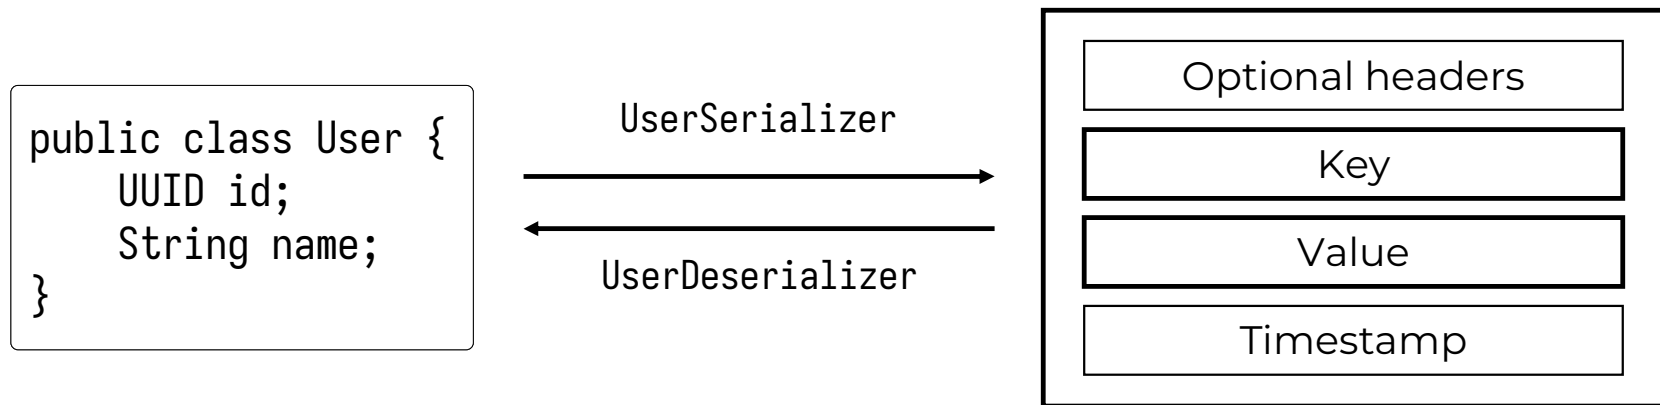 public class User {
    UUID id;
    String name;
}
UserSerializer
UserDeserializer
Optional headers
Key
Value
Timestamp